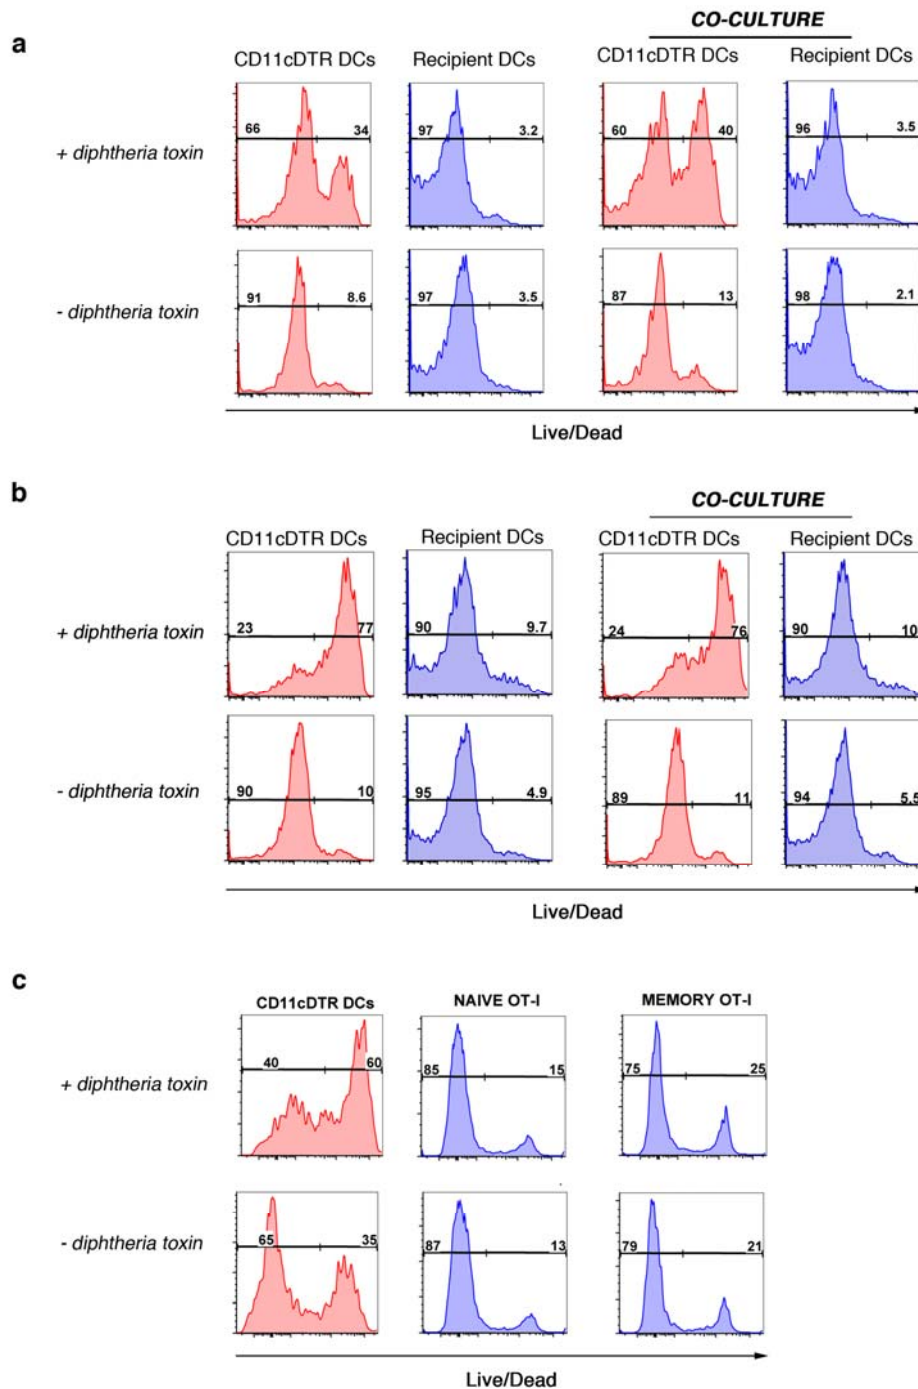 a
CO-CULTURE
CD11cDTR DCs Recipient DCs CD11cDTR DCs Recipient DCs
+ diphtheria toxin
66 34 97 3.2 60 40 96 3.5
- diphtheria toxin
91 8.6 97 3.5 87 13 98 2.1
Live/Dead
b
CO-CULTURE
CD11cDTR DCs Recipient DCs CD11cDTR DCs Recipient DCs
+ diphtheria toxin
23 77 90 9.7 24 76 90 10
- diphtheria toxin
90 10 95 4.9 89 11 94 5.5
Live/Dead
c
CD11cDTR DCs NAIVE OT-I MEMORY OT-I
+ diphtheria toxin
40 60 85 15 75 25
- diphtheria toxin
65 35 87 13 79 21
Live/Dead